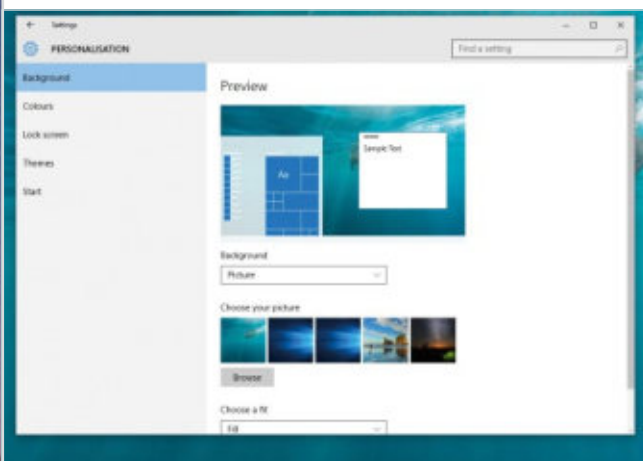 Settings
PERSONALISATION
Find a setting
Background
Colours
Lock screen
Themes
Start
Preview
Aa
Sample Text
Background
Picture
Choose your picture
Browse
Choose a fit
Fill